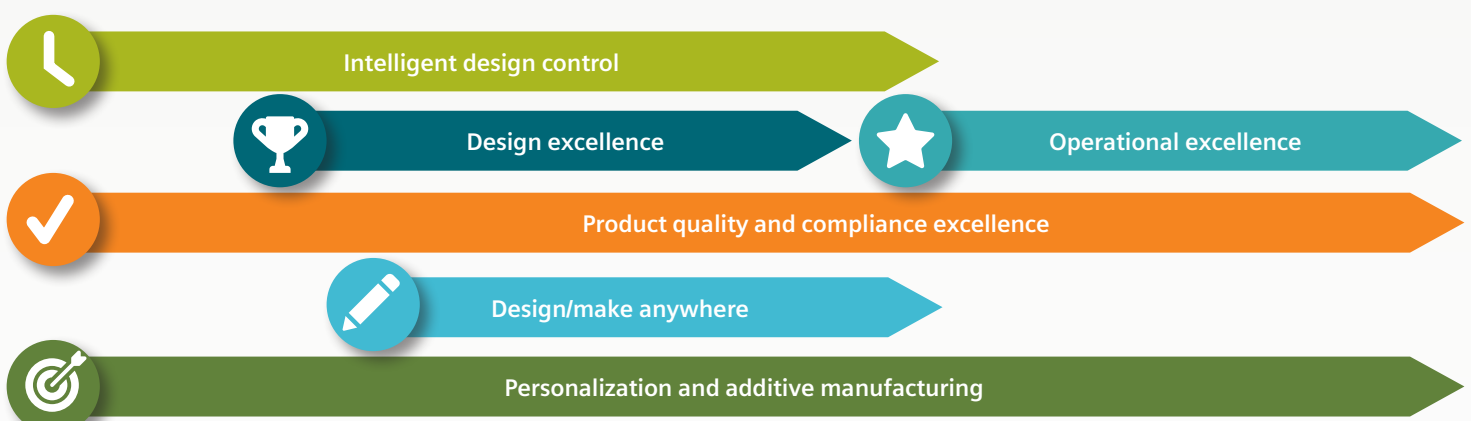 Intelligent design control
Design excellence
Operational excellence
Product quality and compliance excellence
Design/make anywhere
Personalization and additive manufacturing